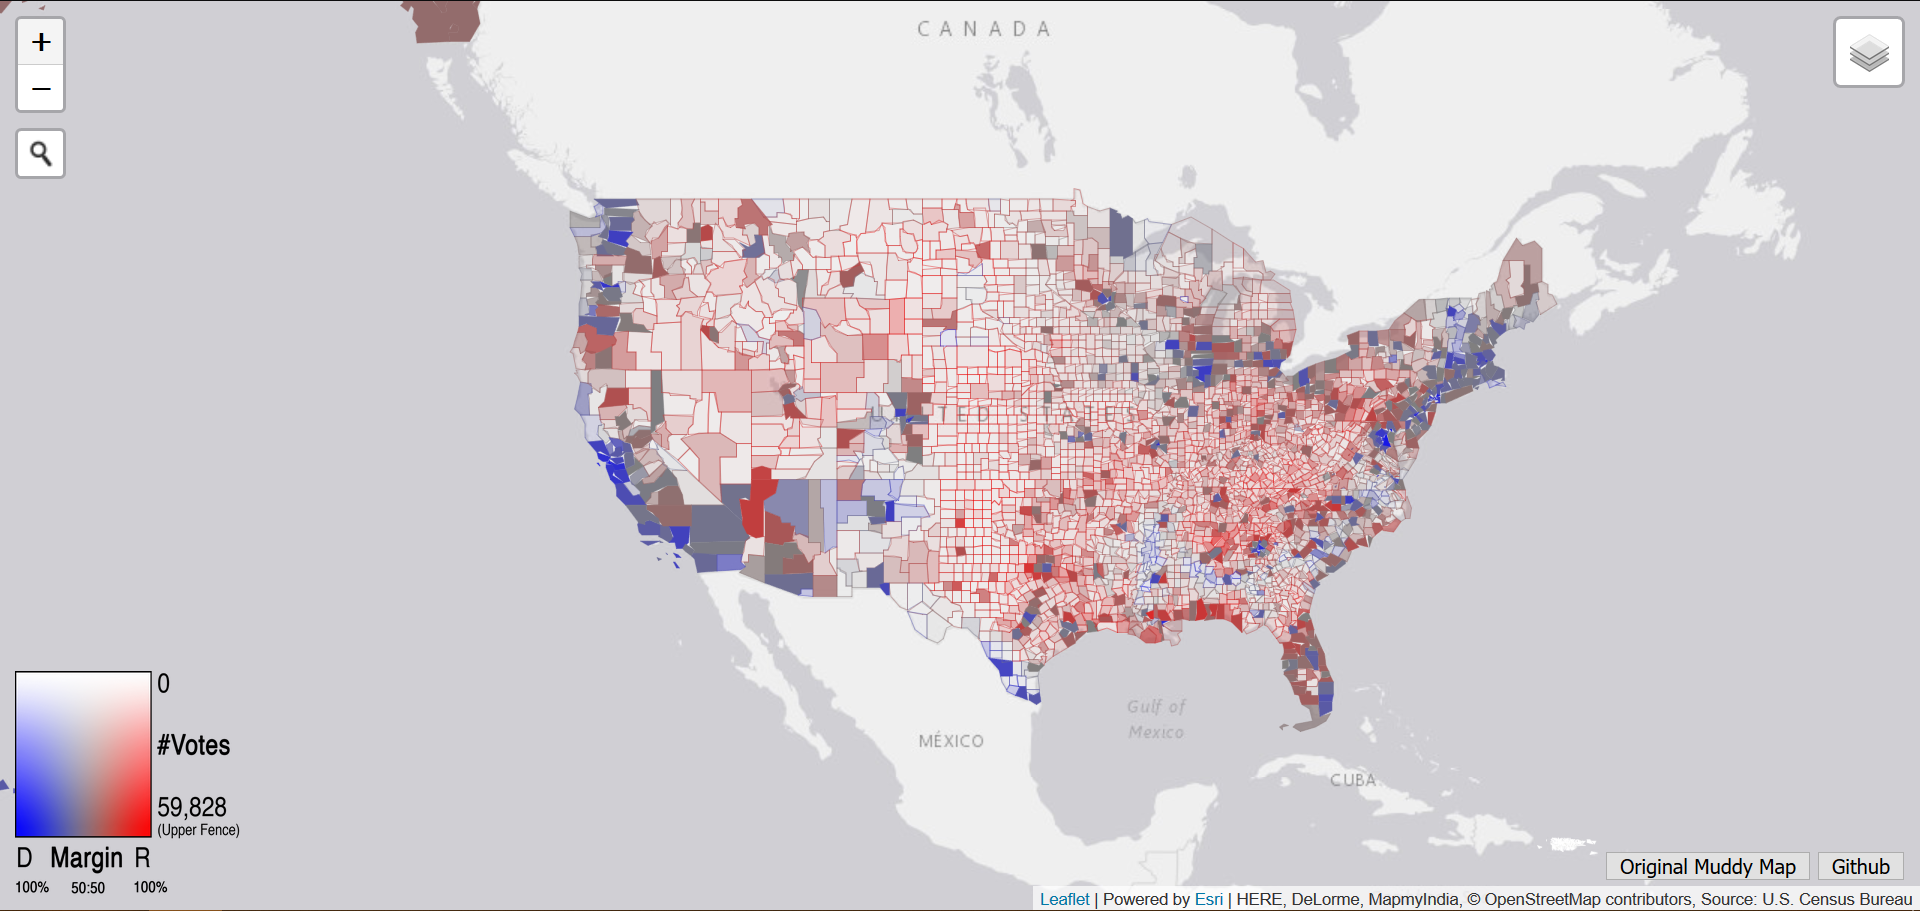 CANADA
+
−
TED STATES
0
#Votes
59,828
(Upper Fence)
D Margin R
100% 50:50 100%
Gulf of
Mexico
MÉXICO
CUBA
Original Muddy Map
Github
Leaflet | Powered by Esri | HERE, DeLorme, MapmyIndia, © OpenStreetMap contributors, Source: U.S. Census Bureau